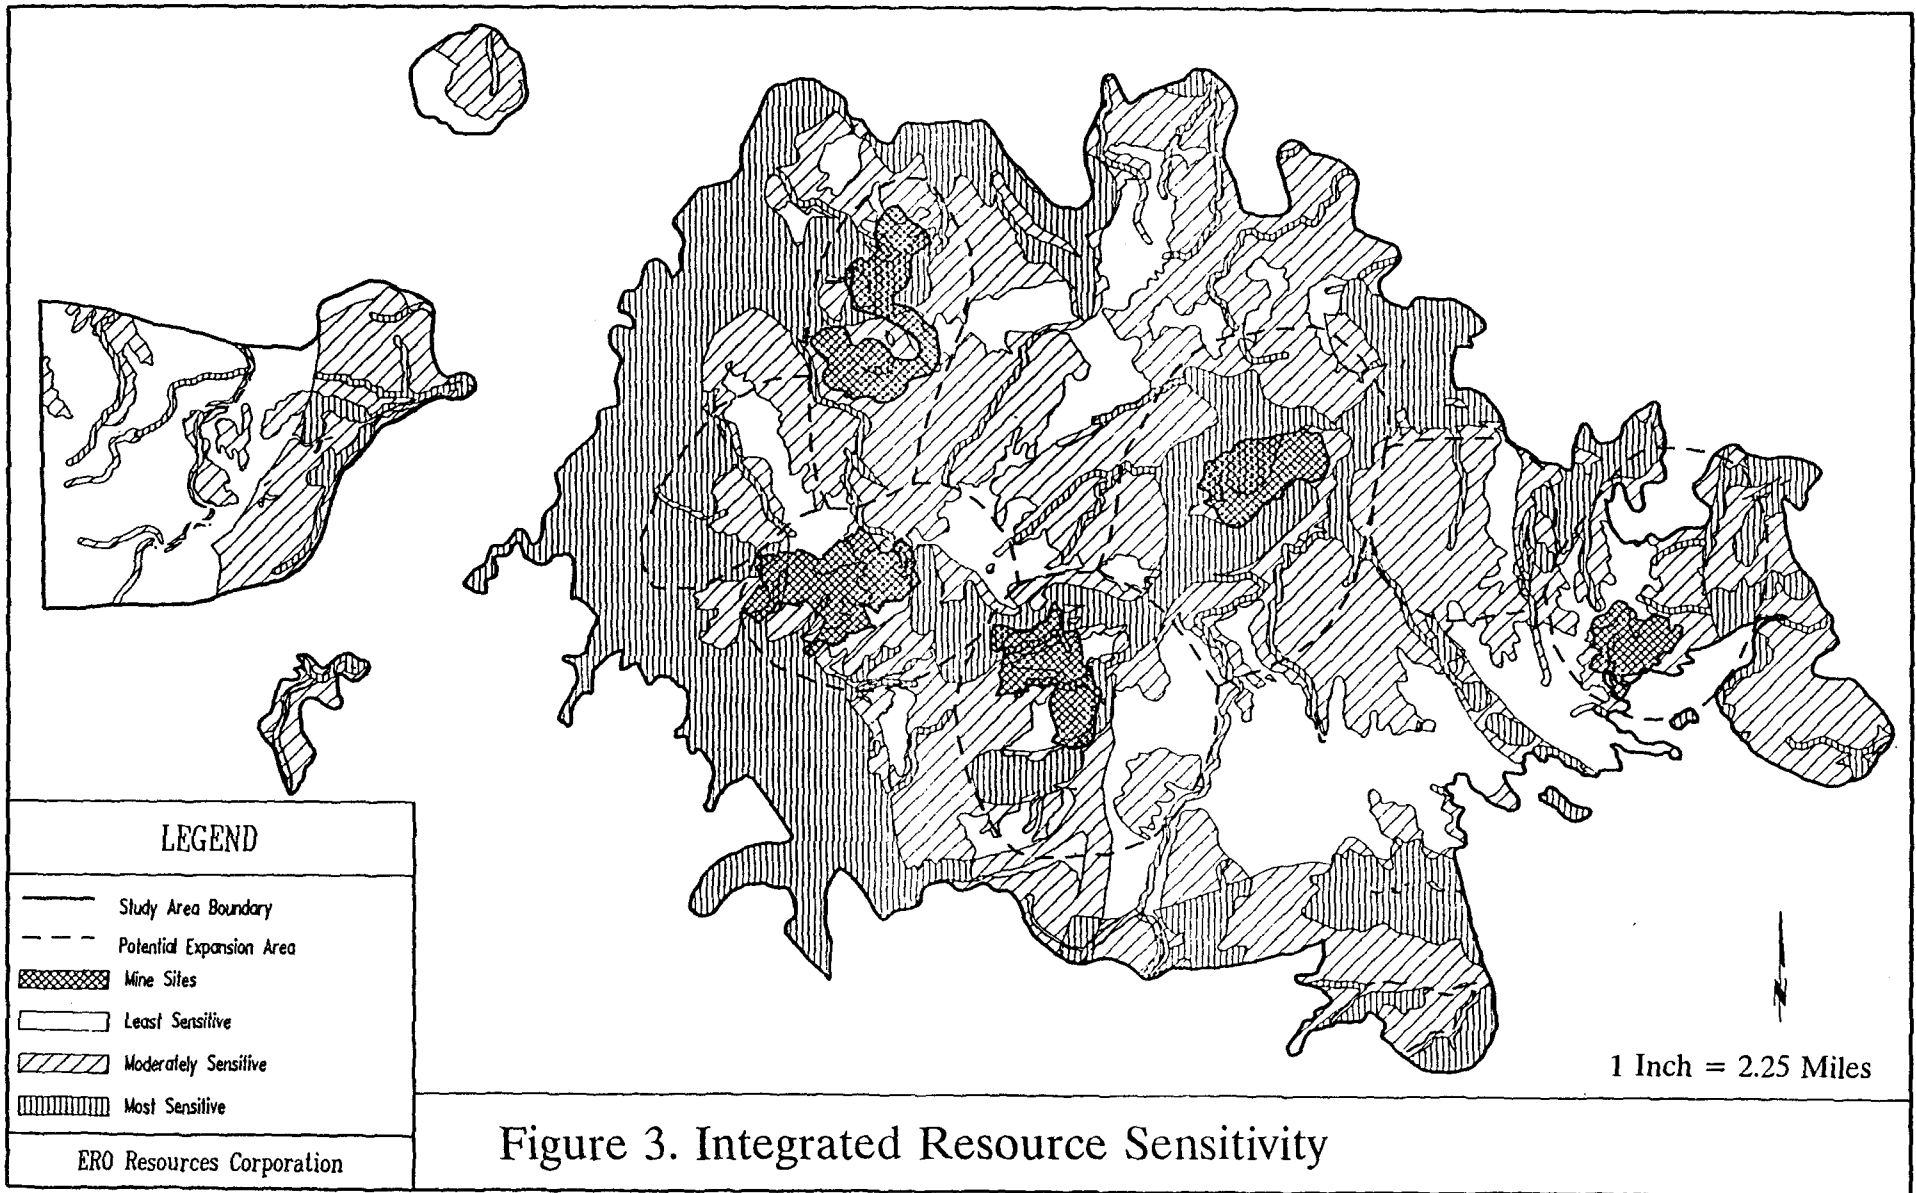 LEGEND
Study Area Boundary
Potential Expansion Area
Mine Sites
Least Sensitive
Moderately Sensitive
Most Sensitive
ERO Resources Corporation
N
1 Inch = 2.25 Miles
Figure 3. Integrated Resource Sensitivity